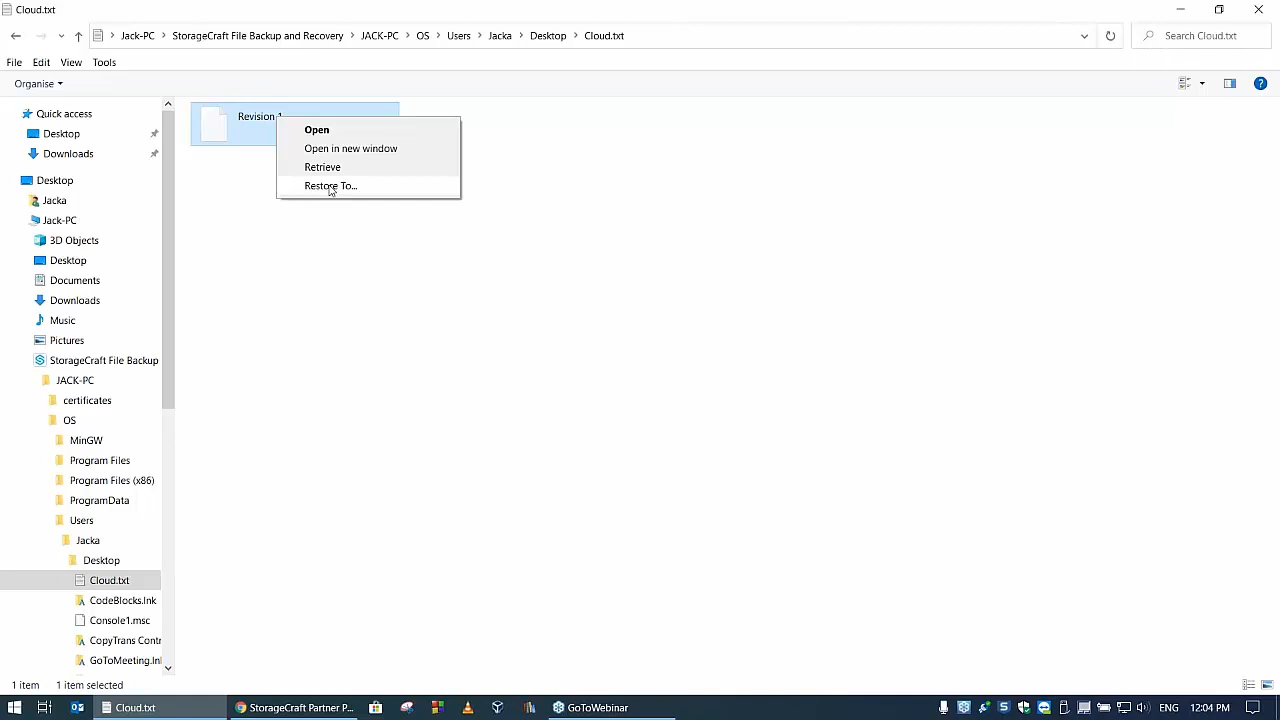 Cloud.txt
Jack-PC > StorageCraft File Backup and Recovery > JACK-PC > OS > Users > Jacka > Desktop > Cloud.txt
Search Cloud.txt
File Edit View Tools
Organise
Quick access
Desktop
Downloads
Desktop
Jacka
Jack-PC
3D Objects
Desktop
Documents
Downloads
Music
Pictures
StorageCraft File Backup
JACK-PC
certificates
OS
MinGW
Program Files
Program Files (x86)
ProgramData
Users
Jacka
Desktop
Cloud.txt
CodeBlocks.lnk
Console1.msc
CopyTrans Contr
GoToMeeting.ln
Revision 1
Open
Open in new window
Retrieve
Restore To...
1 item 1 item selected
Cloud.txt
StorageCraft Partner P...
GoToWebinar
ENG 12:04 PM